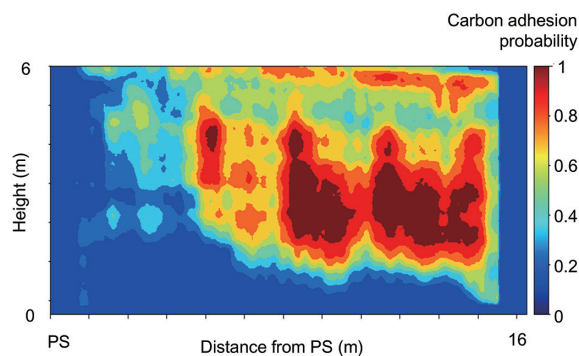 Carbon adhesion
probability
6
Height (m)
0
PS
Distance from PS (m)
16
1
0.8
0.6
0.4
0.2
0